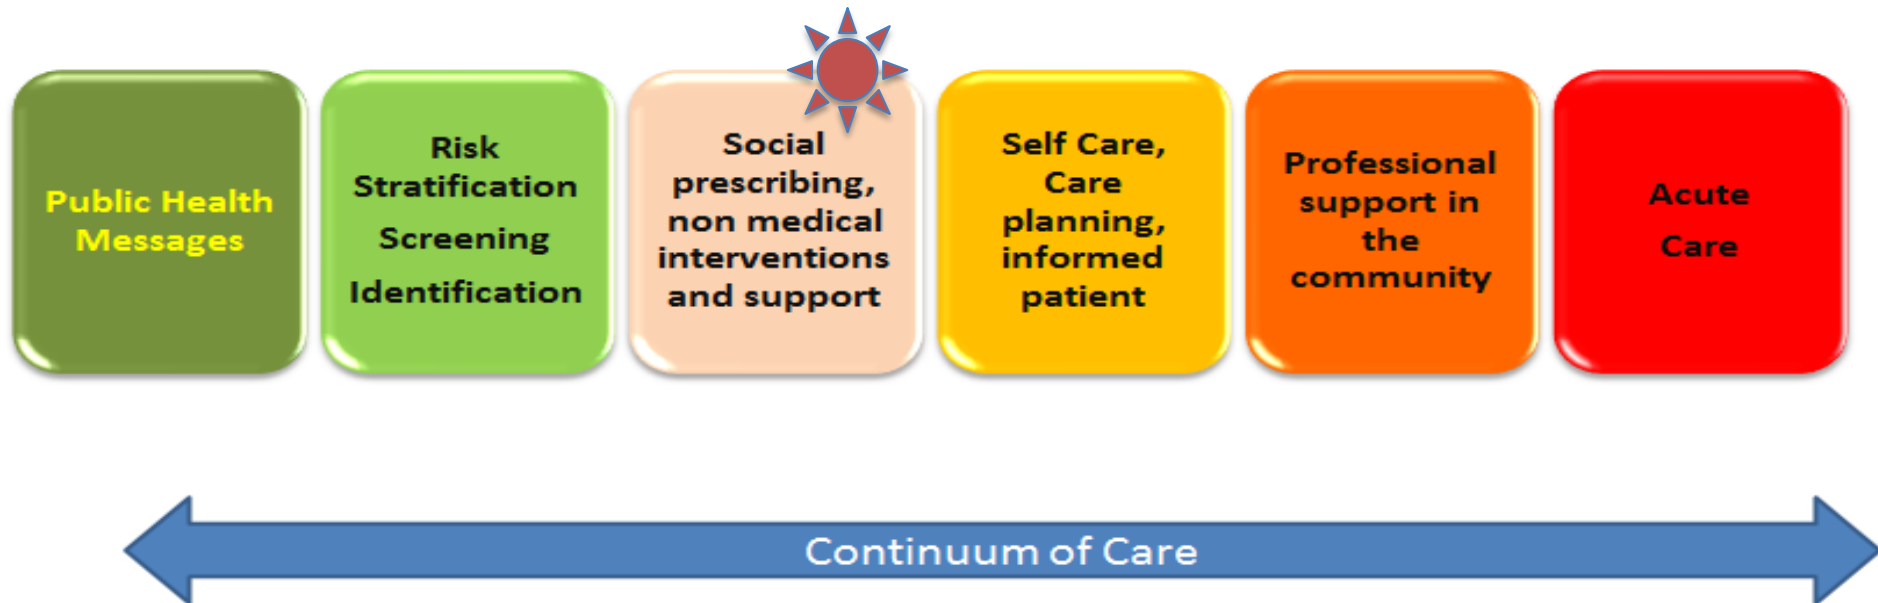 Public Health
Messages
Risk
Stratification
Screening
Identification
Social
prescribing,
non medical
interventions
and support
Self Care,
Care
planning,
informed
patient
Professional
support in
the
community
Acute
Care
Continuum of Care